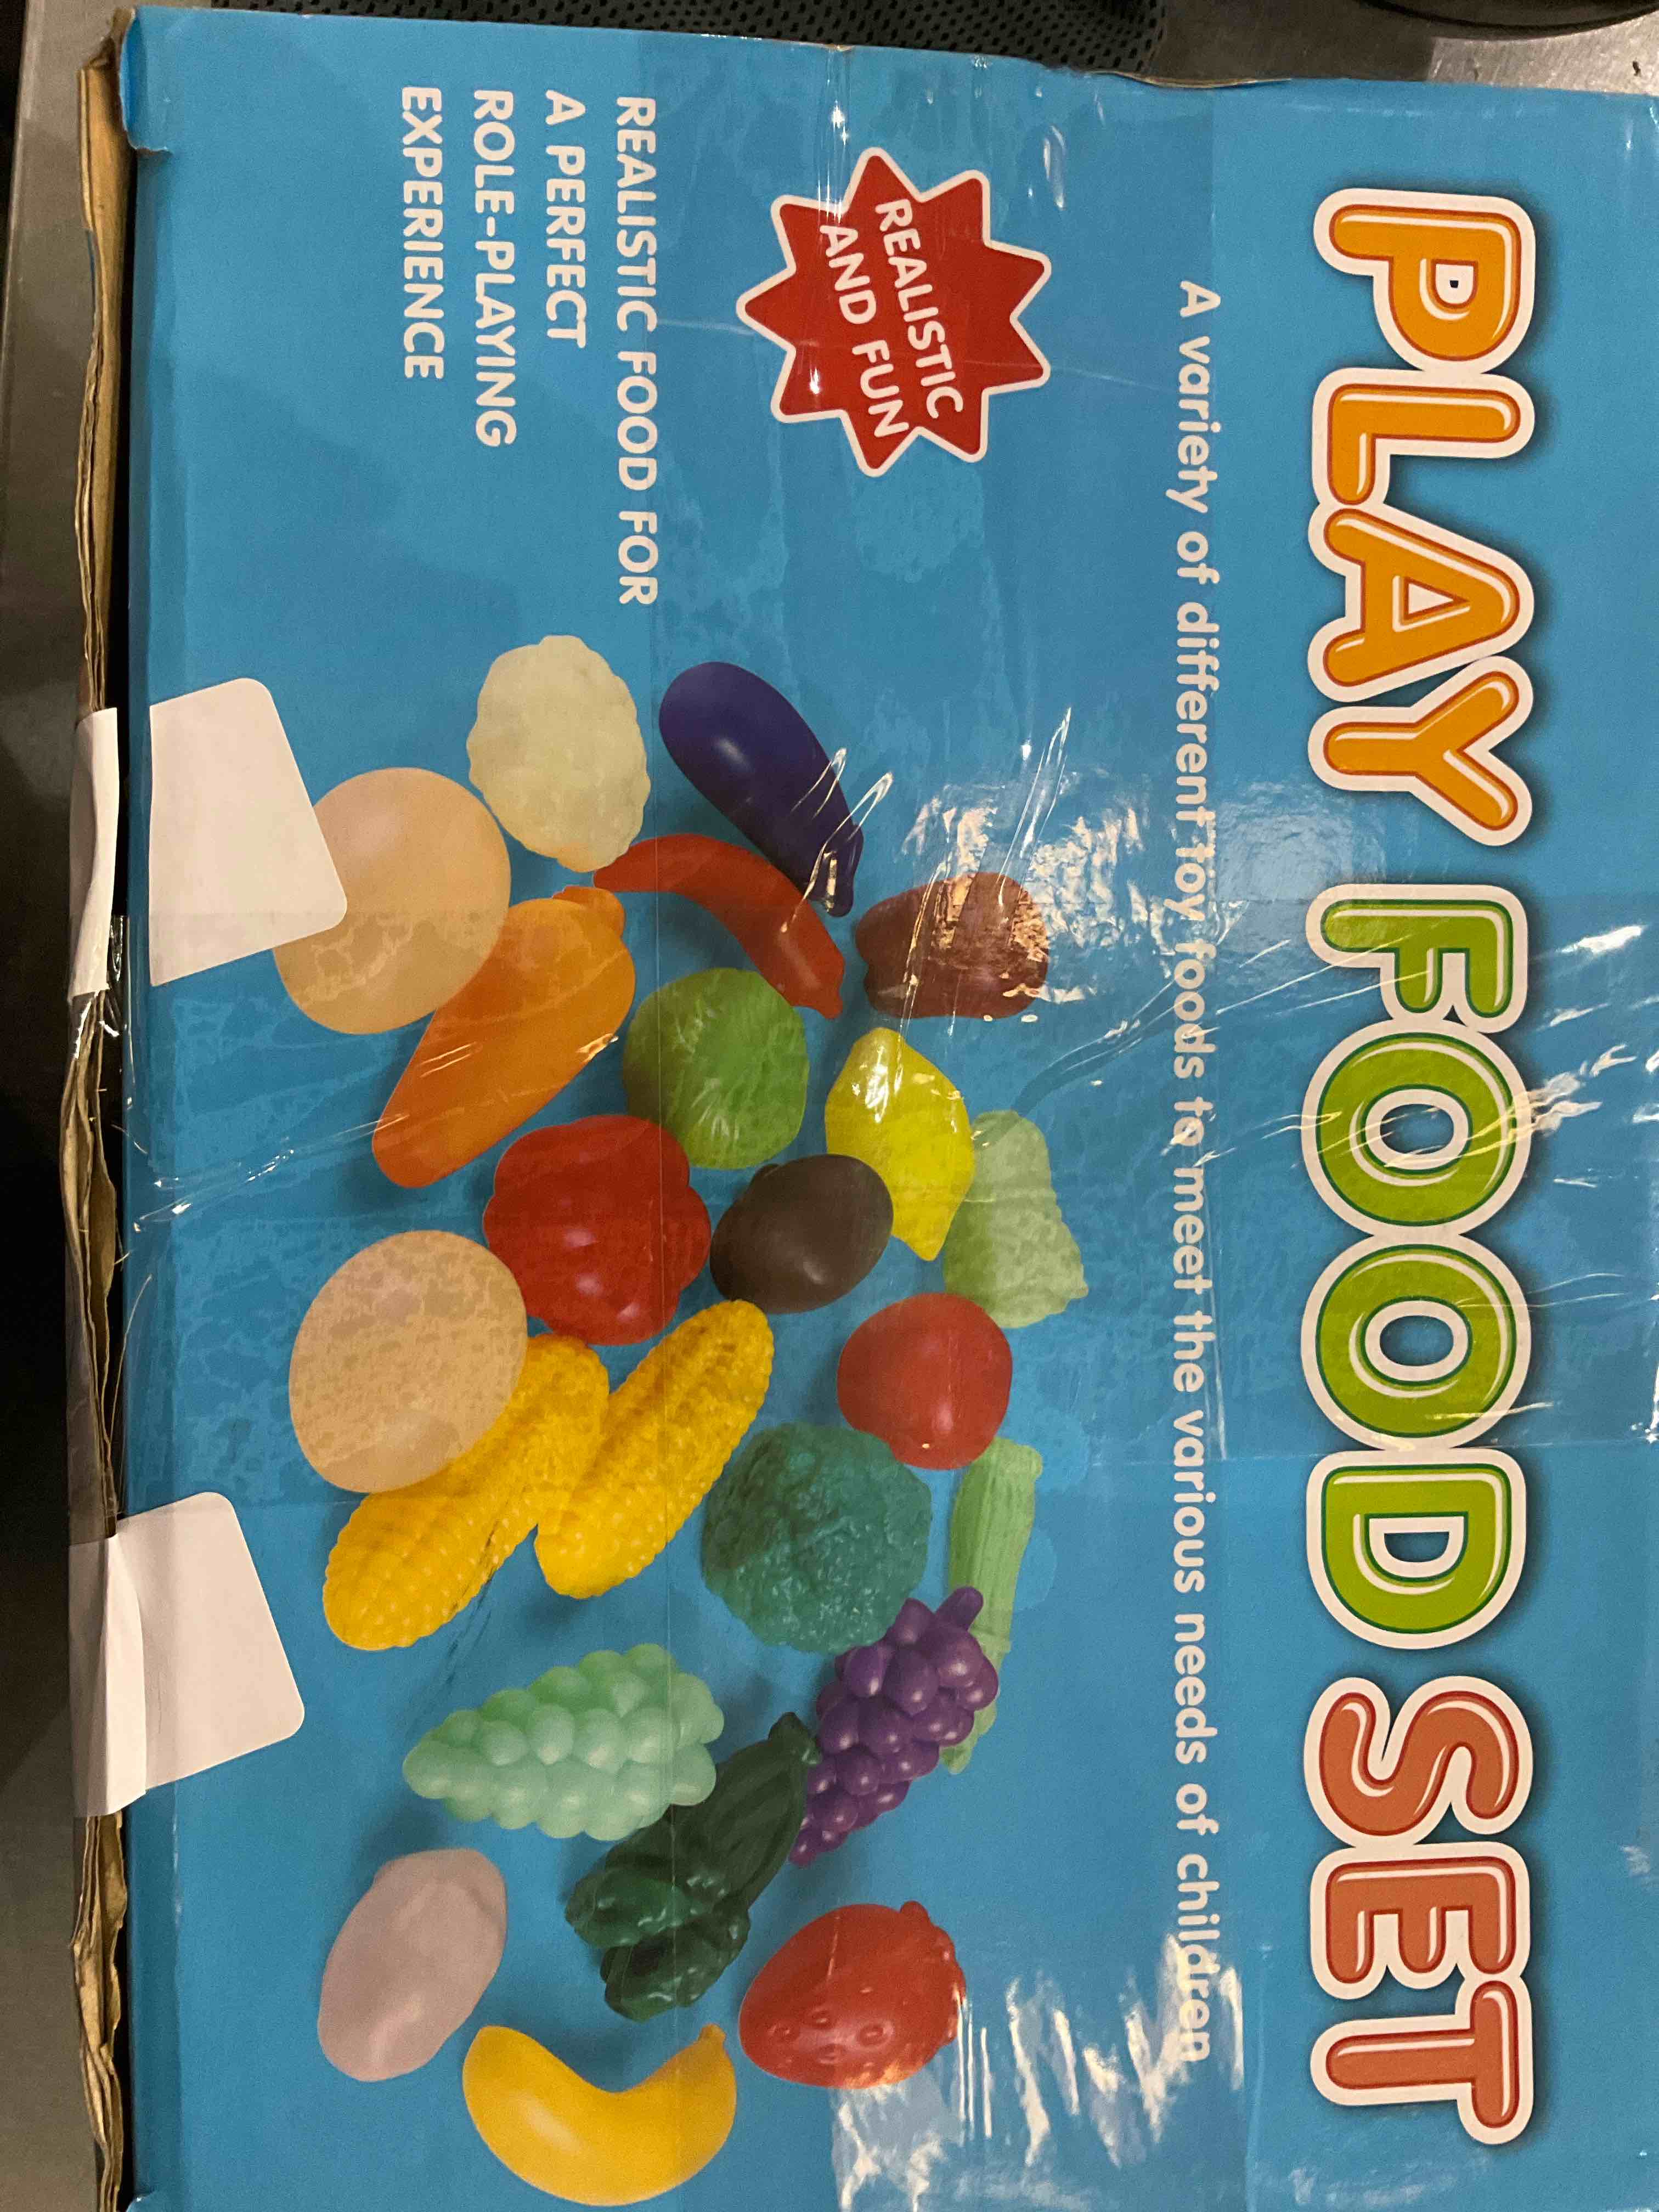 PLAY FOOD SET
A variety of different toy foods to meet the various needs of children
REALISTIC
AND FUN
REALISTIC FOOD FOR
A PERFECT
ROLE-PLAYING
EXPERIENCE